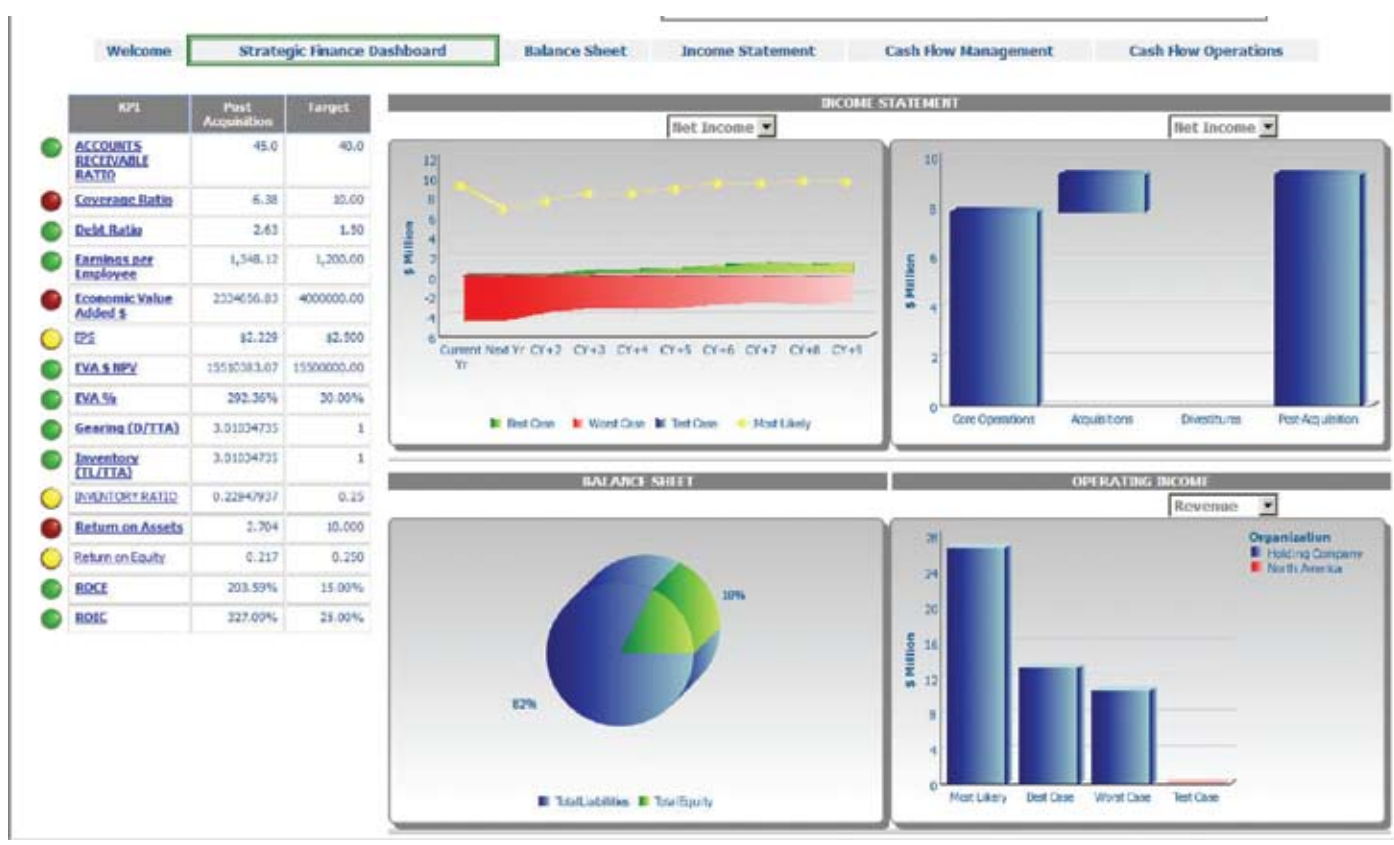 Welcome
Strategic Finance Dashboard
Balance Sheet
Income Statement
Cash Flow Management
Cash Flow Operations
KPI
Post
Acquisition
Target
ACCOUNTS
RECEIVABLE
RATIO
45.0
40.0
Coverage Ratio
6.38
10.00
Debt Ratio
2.63
1.50
Earnings per
Employee
1,348.12
1,200.00
Economic Value
Added $
4000000.00
EPS
$2.229
$2.500
EVA $ NPV
15500000.00
EVA %
292.36%
30.00%
Gearing (D/TTA)
3.01034735
1
Inventory
(TL/TTA)
3.01034735
1
INVENTORY RATIO
0.22947937
0.25
Return on Assets
2.704
10.000
Return on Equity
0.217
0.250
ROCE
203.59%
15.00%
ROIC
327.09%
25.00%
INCOME STATEMENT
Net Income
$ Million
12
10
8
6
4
2
0
-2
-4
6
Current Next Yr CY+2 CY+3 CY+4 CY+5 CY+6 CY+7 CY+8 CY+9
Yr
Best Case Worst Case Test Case Most Likely
Net Income
$ Million
10
8
6
4
2
0
Core Operations Acquisitions Divestitures Post-Acquisition
BALANCE SHEET
18%
82%
Total Liabilities Total Equity
OPERATING INCOME
Revenue
$ Million
28
24
20
16
12
8
4
0
Most Likely Best Case Worst Case Test Case
Organization
Holding Company
North America